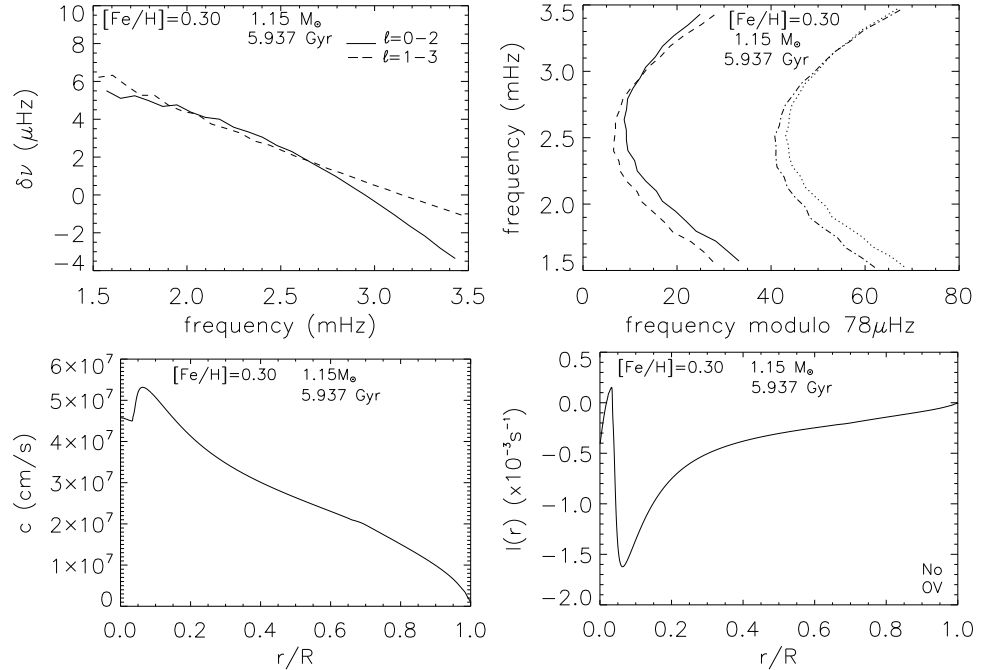 [Fe/H]=0.30 1.15 M⊙
5.937 Gyr
ℓ=0−2
ℓ=1−3
8
6
4
2
0
−2
−4
δν (μHz)
1.5 2.0 2.5 3.0 3.5
frequency (mHz)
[Fe/H]=0.30
1.15 M⊙
5.937 Gyr
3.5
3.0
2.5
2.0
1.5
frequency (mHz)
0 20 40 60 80
frequency modulo 78μHz
[Fe/H]=0.30 1.15M⊙
5.937 Gyr
6×10⁷
5×10⁷
4×10⁷
3×10⁷
2×10⁷
1×10⁷
0
c (cm/s)
0.0 0.2 0.4 0.6 0.8 1.0
r/R
[Fe/H]=0.30 1.15 M⊙
5.937 Gyr
0.5
0.0
−0.5
−1.0
−1.5
−2.0
I(r) (x10⁻³s⁻¹)
No
OV
0.0 0.2 0.4 0.6 0.8 1.0
r/R